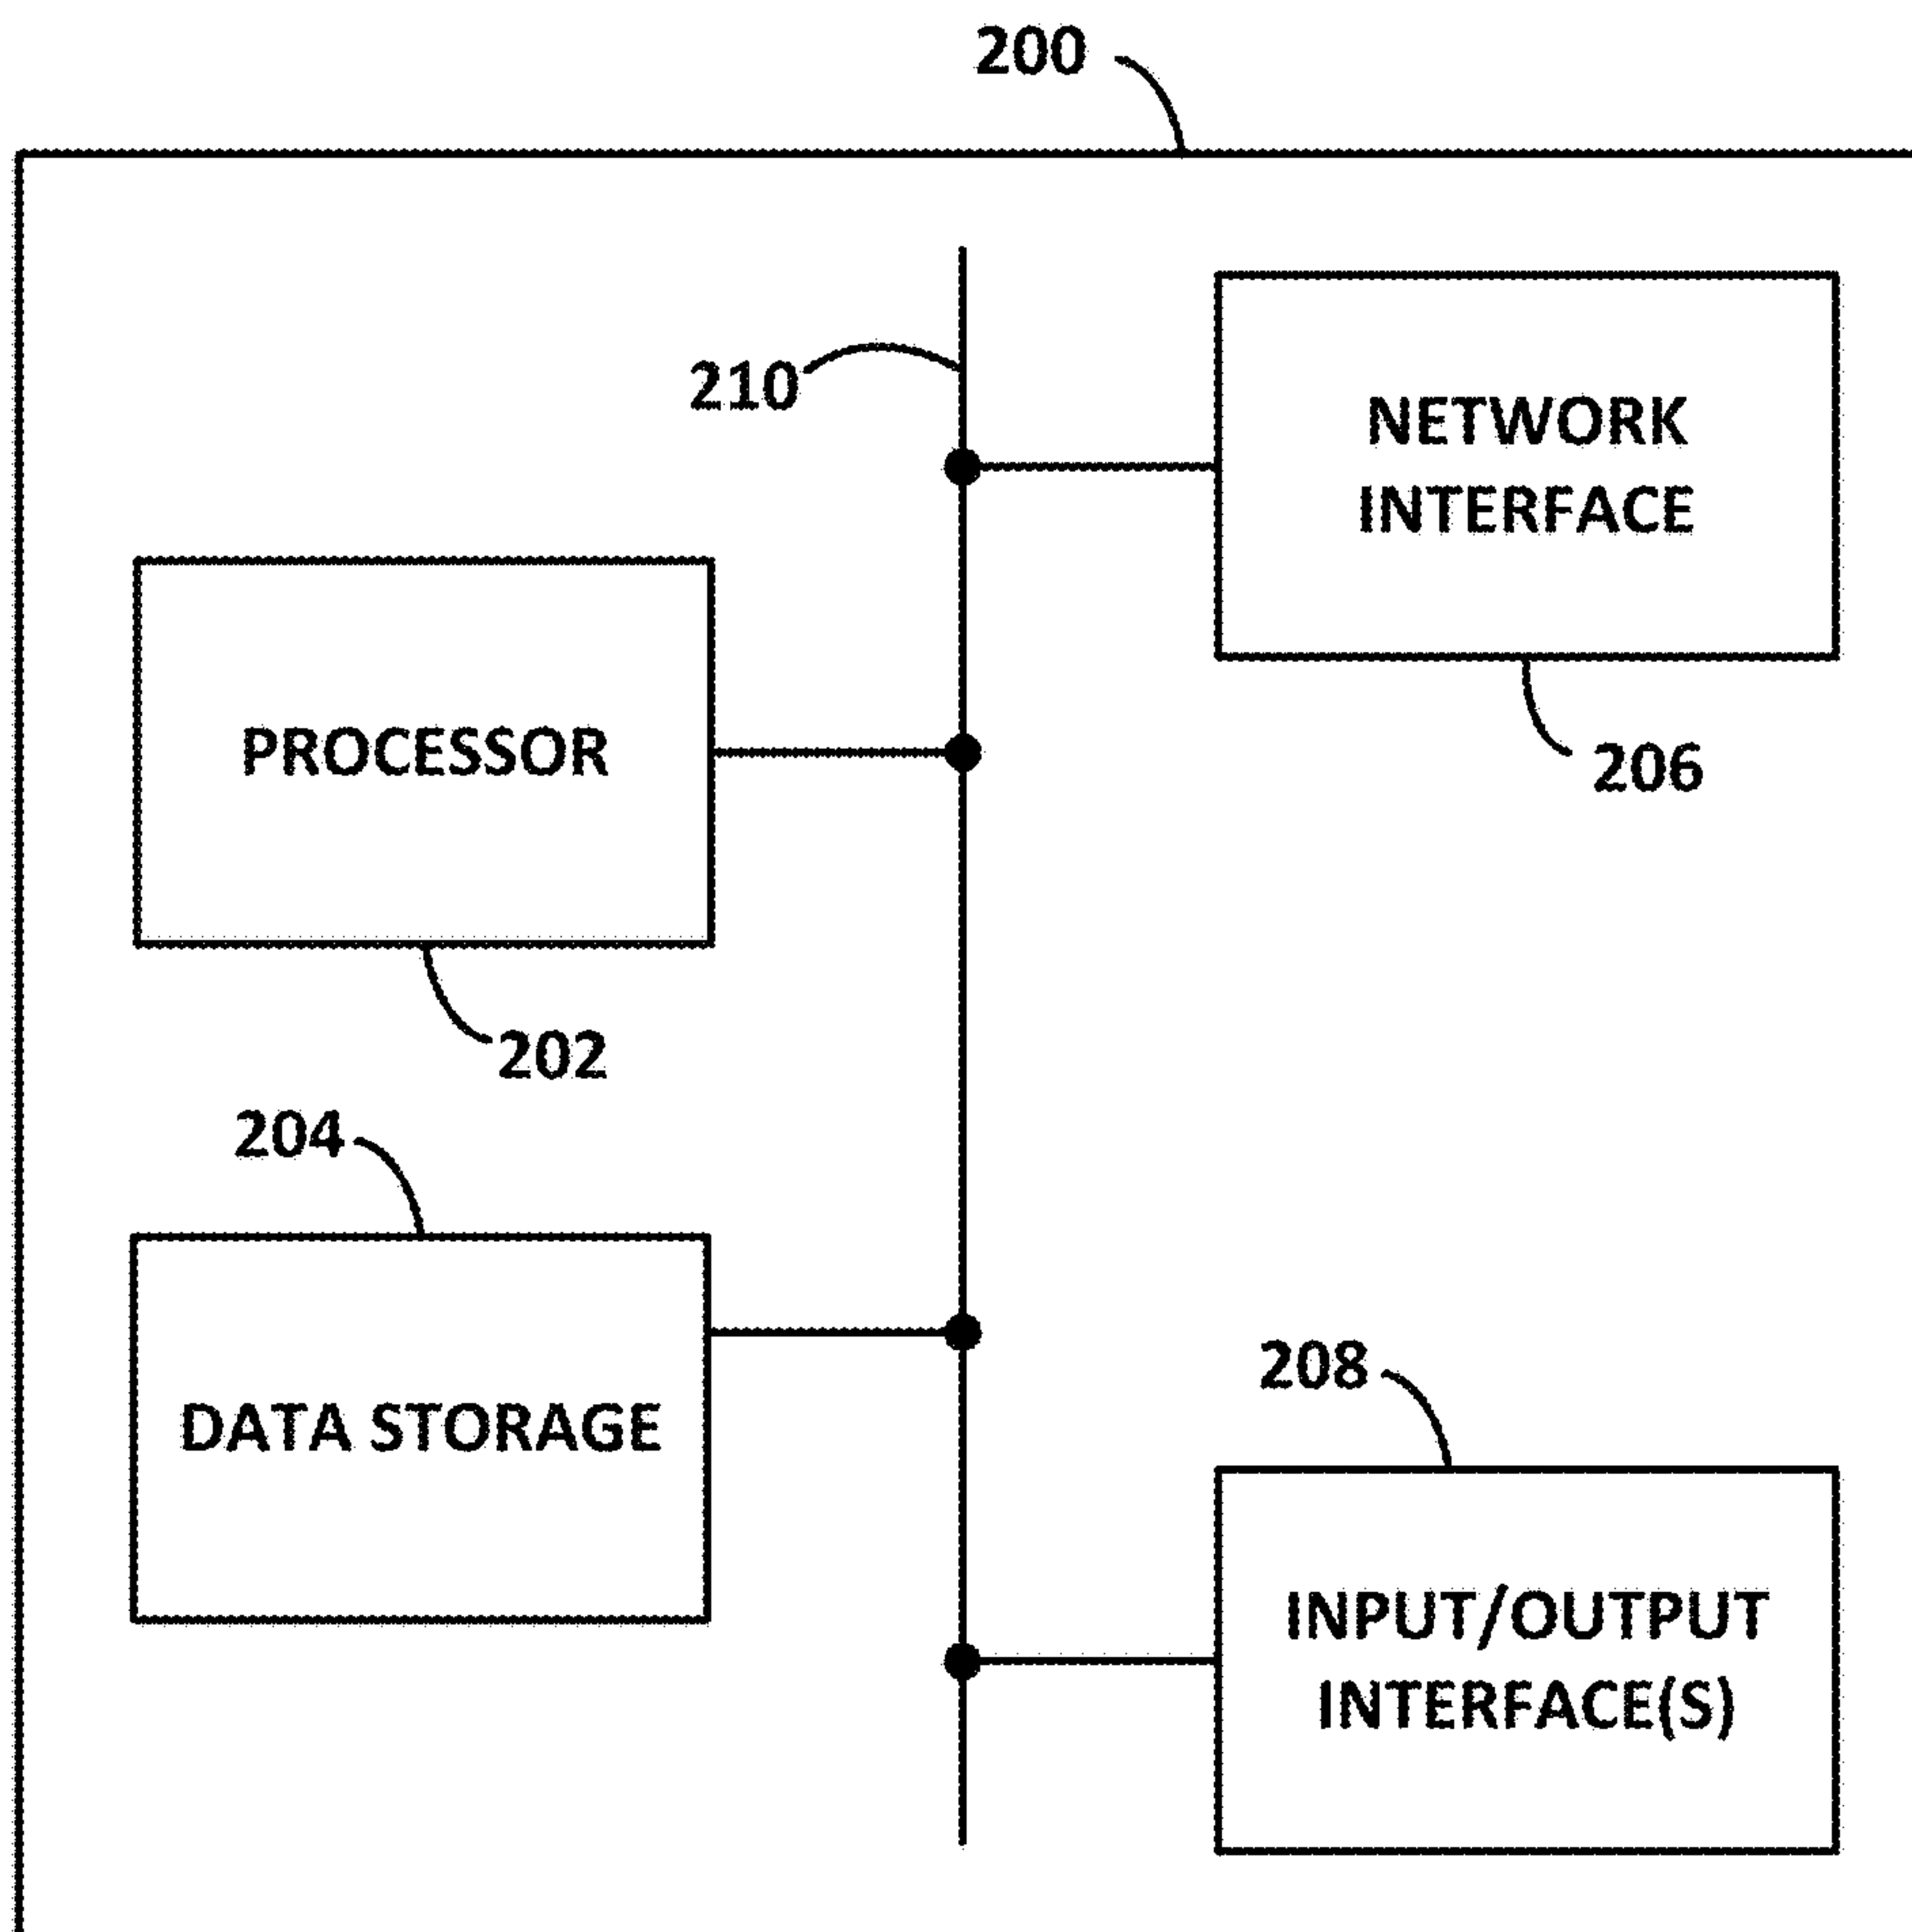 200
210
NETWORK
INTERFACE
206
PROCESSOR
202
204
DATA STORAGE
208
INPUT/OUTPUT
INTERFACE(S)